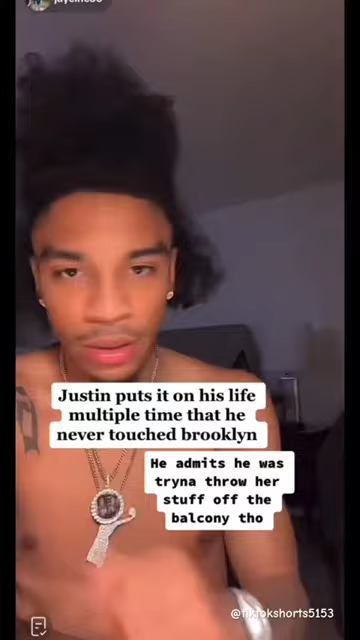 Justin puts it on his life
multiple time that he
never touched brooklyn
He admits he was
tryna throw her
stuff off the
balcony tho
@tiktokshorts5153